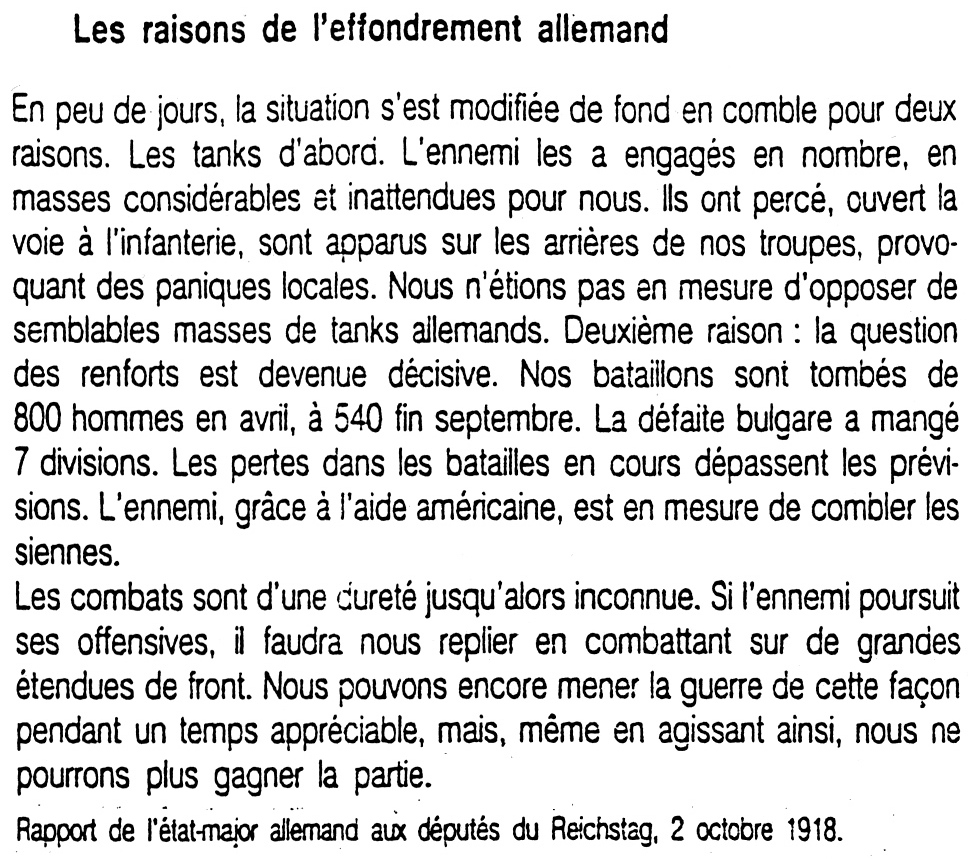 Les raisons de l'effondrement allemand
En peu de jours, la situation s'est modifiée de fond en comble pour deux
raisons. Les tanks d'abord. L'ennemi les a engagés en nombre, en
masses considérables et inattendues pour nous. Ils ont percé, ouvert la
voie à l'infanterie, sont apparus sur les arrières de nos troupes, provo-
quant des paniques locales. Nous n'étions pas en mesure d'opposer de
semblables masses de tanks allemands. Deuxième raison : la question
des renforts est devenue décisive. Nos bataillons sont tombés de
800 hommes en avril, à 540 fin septembre. La défaite bulgare a mangé
7 divisions. Les pertes dans les batailles en cours dépassent les prévi-
sions. L'ennemi, grâce à l'aide américaine, est en mesure de combler les
siennes.
Les combats sont d'une dureté jusqu'alors inconnue. Si l'ennemi poursuit
ses offensives, il faudra nous replier en combattant sur de grandes
étendues de front. Nous pouvons encore mener la guerre de cette façon
pendant un temps appréciable, mais, même en agissant ainsi, nous ne
pourrons plus gagner la partie.
Rapport de l'état-major allemand aux députés du Reichstag, 2 octobre 1918.